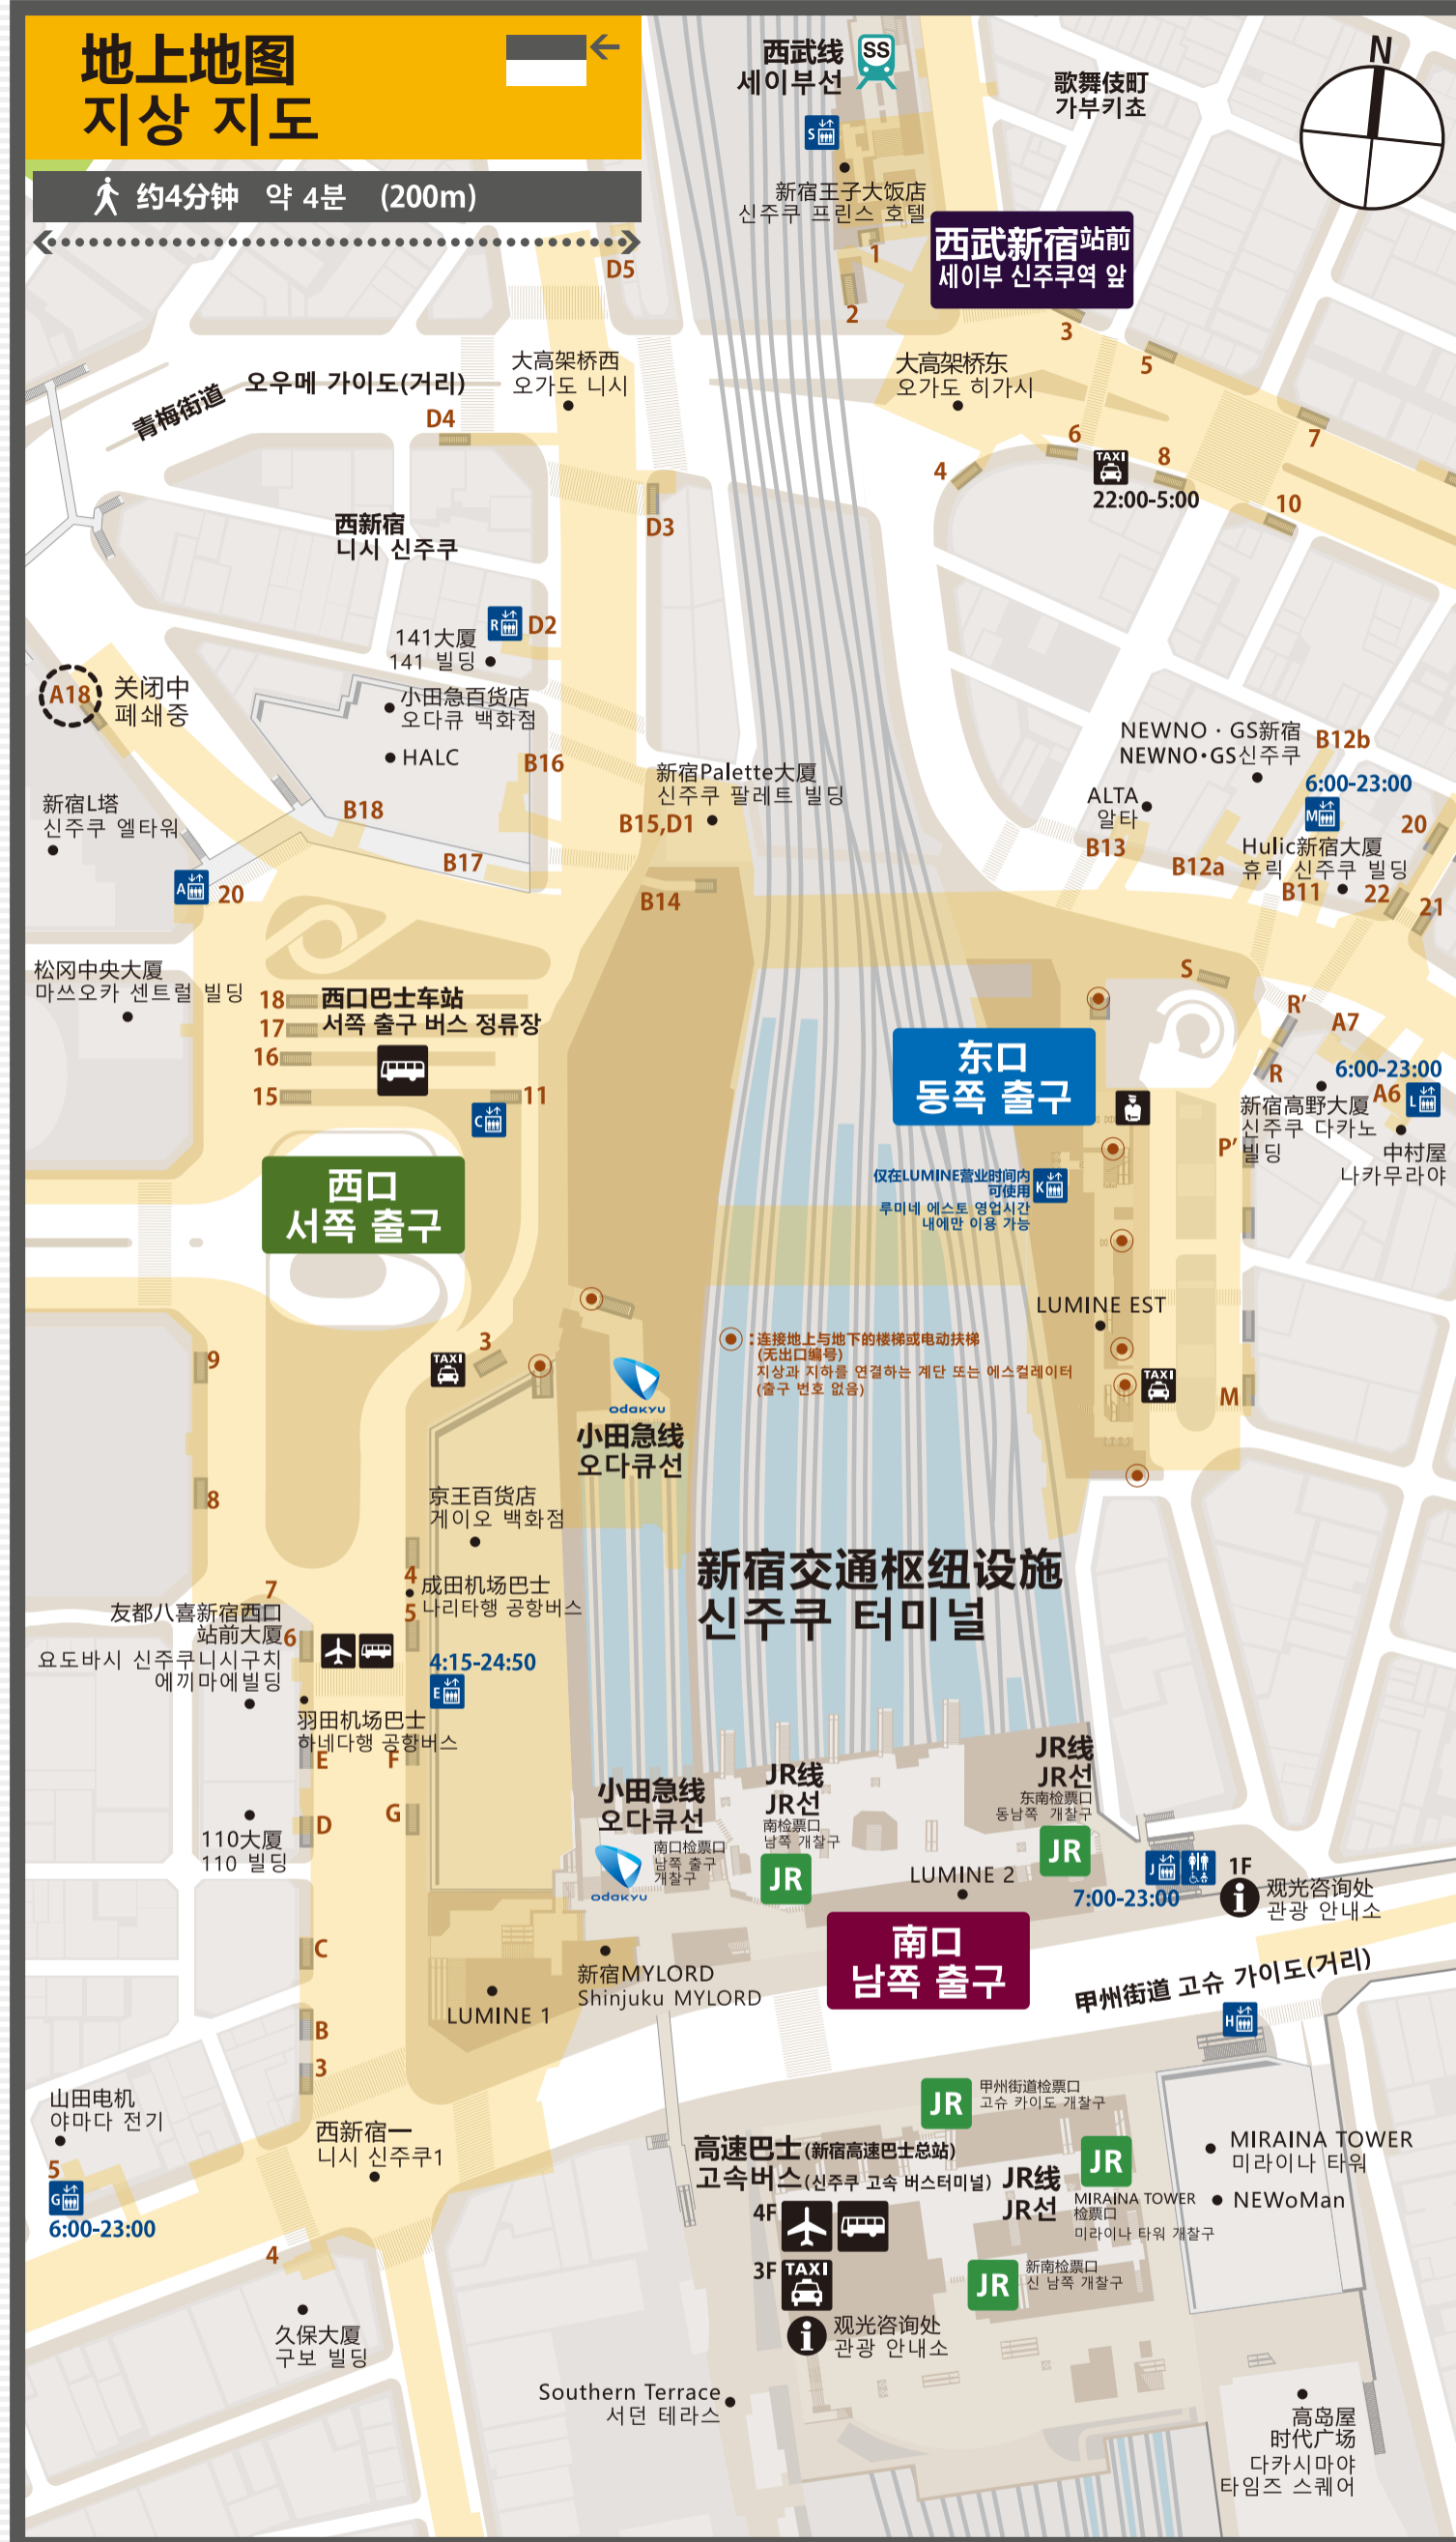 地上地图
지상 지도
约4分钟 약 4분 (200m)
西武线
세이부선
SS
歌舞伎町
가부키쵸
N
S
新宿王子大饭店
신주쿠 프린스 호텔
西武新宿站前
세이부 신주쿠역 앞
1
2
3
5
7
D5
大高架桥西
오가도 니시
大高架桥东
오가도 히가시
青梅街道
오우메 가이도(거리)
D4
6
TAXI
8
22:00-5:00
4
10
D3
西新宿
니시 신주쿠
R
D2
141大厦
141 빌딩
A18
关闭中
폐쇄중
小田急百货店
오다큐 백화점
HALC
B16
B18
B17
新宿Palette大厦
신주쿠 팔레트 빌딩
B15,D1
B14
NEWNO・GS新宿
NEWNO•GS신주쿠
B12b
6:00-23:00
M
ALTA
알타
B13
B12a
Hulic新宿大厦
휴릭 신주쿠 빌딩
B11
20
22
21
新宿L塔
신주쿠 엘타워
A
20
松冈中央大厦
마쓰오카 센트럴 빌딩
18
17
16
15
西口巴士车站
서쪽 출구 버스 정류장
11
C
S
R’
A7
R
6:00-23:00
A6
L
新宿高野大厦
신주쿠 다카노
빌딩
中村屋
나카무라야
东口
동쪽 출구
P’
西口
서쪽 출구
仅在LUMINE营业时间内
可使用
루미네 에스토 영업시간
내에만 이용 가능
K
LUMINE EST
:连接地上与地下的楼梯或电动扶梯
(无出口编号)
지상과 지하를 연결하는 계단 또는 에스컬레이터
(출구 번호 없음)
TAXI
M
9
TAXI
3
odakyu
小田急线
오다큐선
8
京王百货店
게이오 백화점
4
成田机场巴士
나리타행 공항버스
5
7
友都八喜新宿西口
站前大厦
요도바시 신주쿠니시구치
에끼마에빌딩
6
4:15-24:50
E
新宿交通枢纽设施
신주쿠 터미널
羽田机场巴士
하네다행 공항버스
E
F
G
D
110大厦
110 빌딩
小田急线
오다큐선
南口检票口
남쪽 출구
개찰구
odakyu
JR线
JR선
南检票口
남쪽 개찰구
JR
JR线
JR선
东南检票口
동남쪽 개찰구
JR
LUMINE 2
J
7:00-23:00
1F
观光咨询处
관광 안내소
南口
남쪽 출구
C
新宿MYLORD
Shinjuku MYLORD
LUMINE 1
甲州街道 고슈 가이도(거리)
H
B
3
山田电机
야마다 전기
5
G
6:00-23:00
西新宿一
니시 신주쿠1
4
久保大厦
구보 빌딩
JR
甲州街道检票口
고슈 카이도 개찰구
高速巴士(新宿高速巴士总站)
고속버스(신주쿠 고속 버스터미널)
4F
3F
TAXI
观光咨询处
관광 안내소
JR线
JR선
JR
MIRAINA TOWER
检票口
미라이나 타워 개찰구
JR
新南检票口
신 남쪽 개찰구
MIRAINA TOWER
미라이나 타워
NEWoMan
Southern Terrace
서던 테라스
高岛屋
时代广场
다카시마야
타임즈 스퀘어